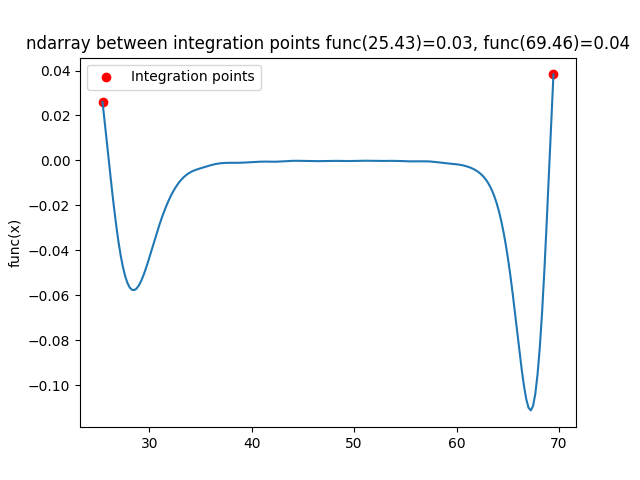 ndarray between integration points func(25.43)=0.03, func(69.46)=0.04
Integration points
0.04
0.02
0.00
−0.02
−0.04
−0.06
−0.08
−0.10
func(x)
30 40 50 60 70